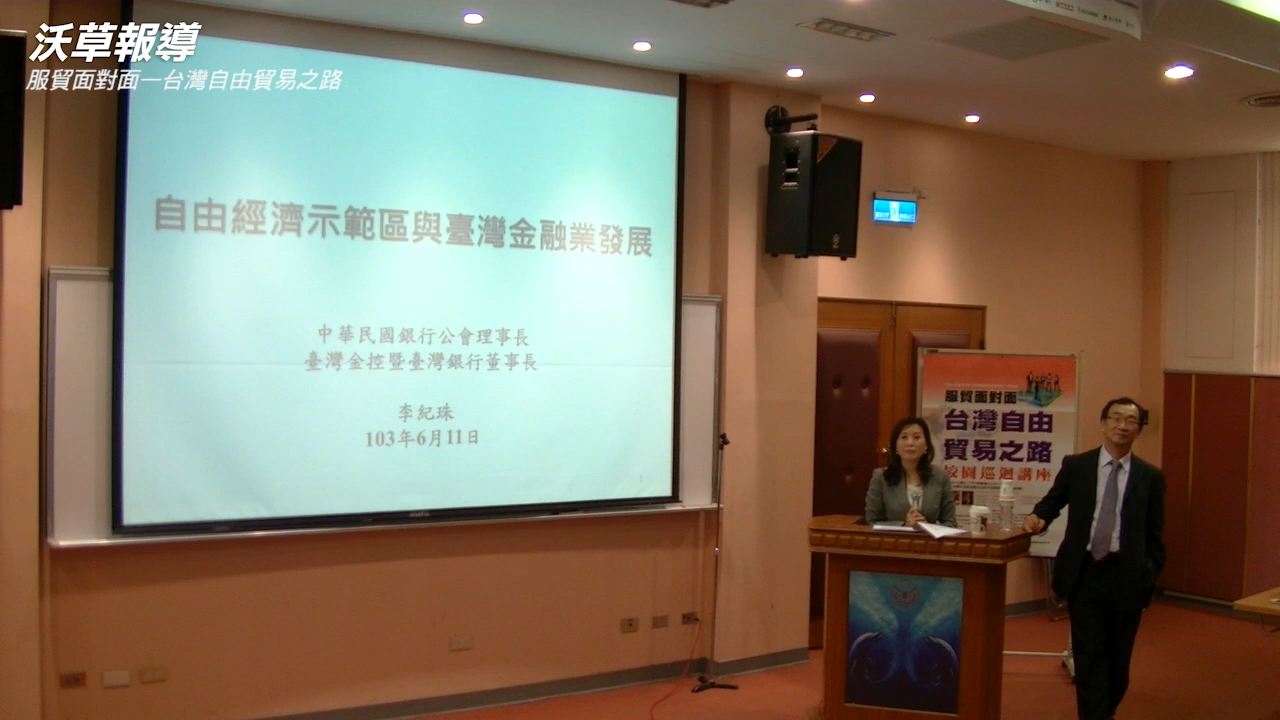 沃草報導
服貿面對面—台灣自由貿易之路
自由經濟示範區與臺灣金融業發展
中華民國銀行公會理事長
臺灣金控暨臺灣銀行董事長
李紀珠
103年6月11日
服貿面對面
台灣自由
貿易之路
校園巡迴講座